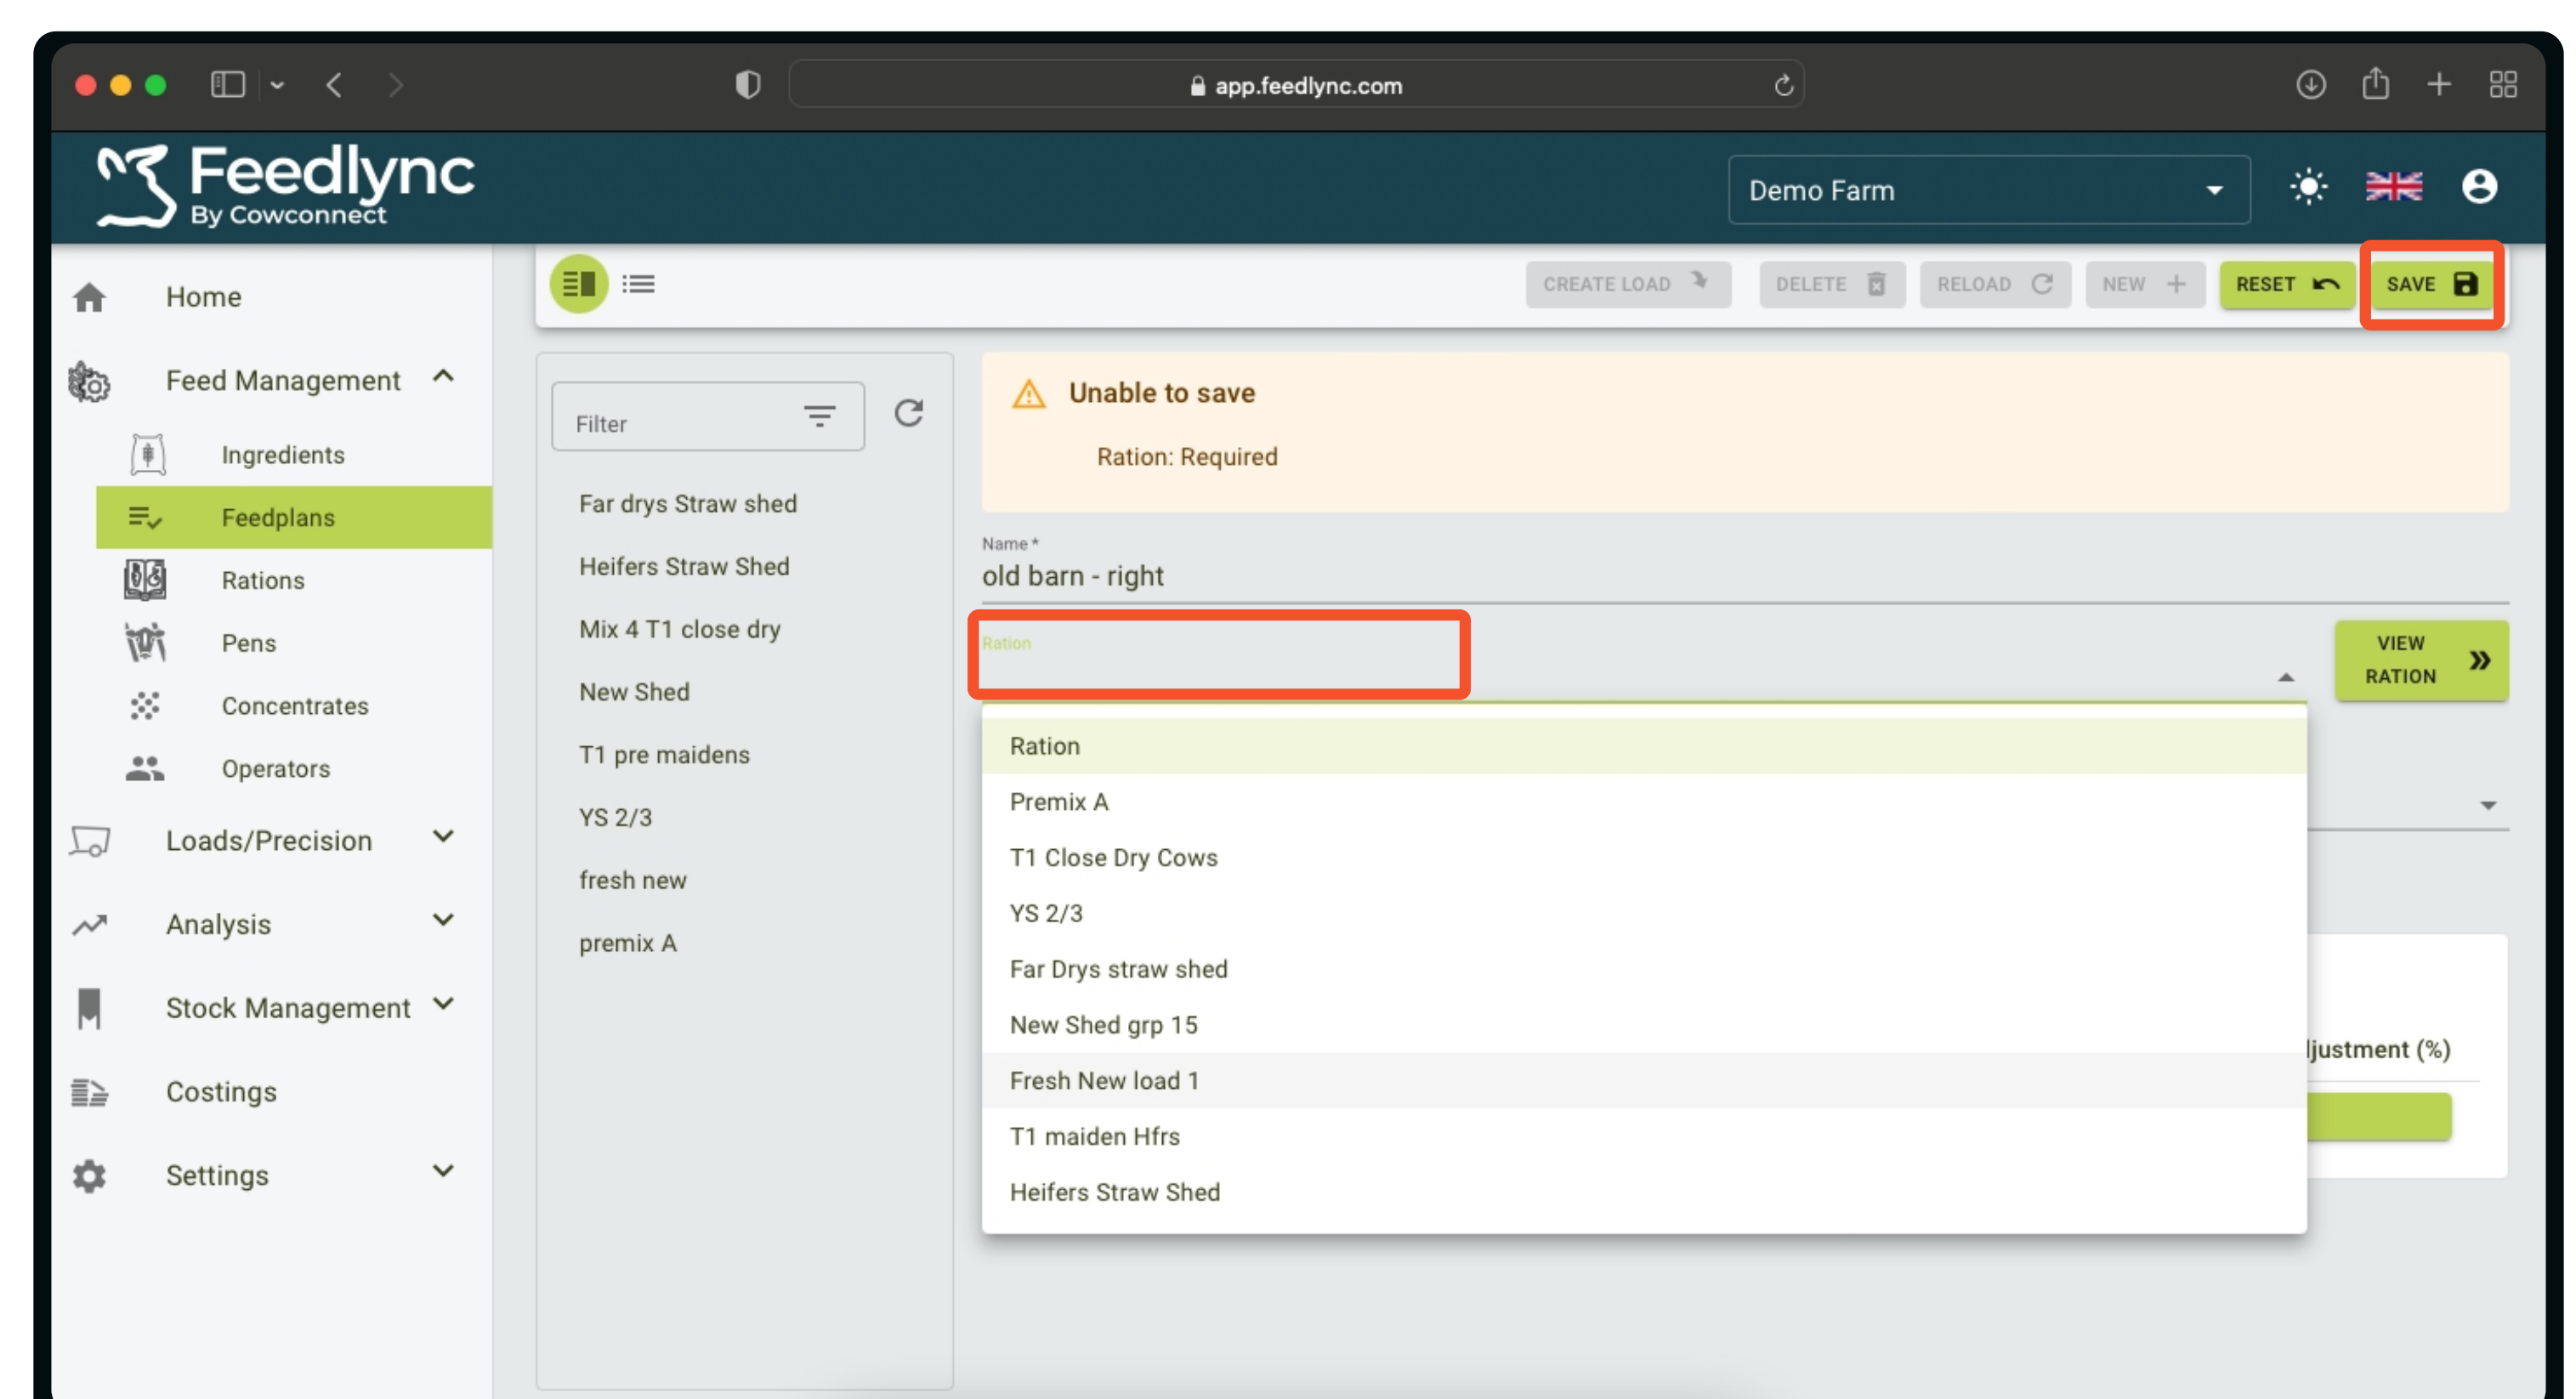 app.feedlync.com
Feedlync
By Cowconnect
Demo Farm
Home
Feed Management
Ingredients
Feedplans
Rations
Pens
Concentrates
Operators
Loads/Precision
Analysis
Stock Management
Costings
Settings
CREATE LOAD
DELETE
RELOAD
NEW
RESET
SAVE
Filter
Far drys Straw shed
Heifers Straw Shed
Mix 4 T1 close dry
New Shed
T1 pre maidens
YS 2/3
fresh new
premix A
Unable to save
Ration: Required
Name *
old barn - right
Ration
VIEW
RATION
Ration
Premix A
T1 Close Dry Cows
YS 2/3
Far Drys straw shed
New Shed grp 15
Fresh New load 1
T1 maiden Hfrs
Heifers Straw Shed
justment (%)